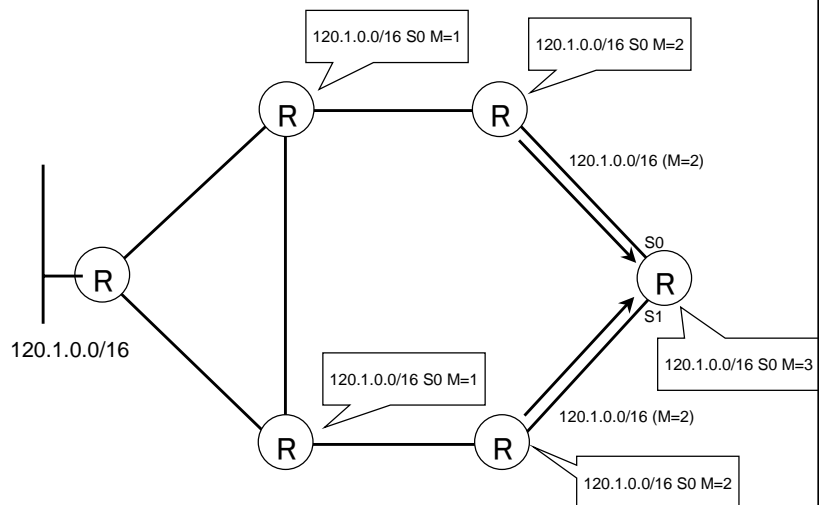 120.1.0.0/16 S0 M=1
120.1.0.0/16 S0 M=2
R
R
120.1.0.0/16 (M=2)
S0
R
R
S1
120.1.0.0/16
120.1.0.0/16 S0 M=3
120.1.0.0/16 S0 M=1
120.1.0.0/16 (M=2)
R
R
120.1.0.0/16 S0 M=2